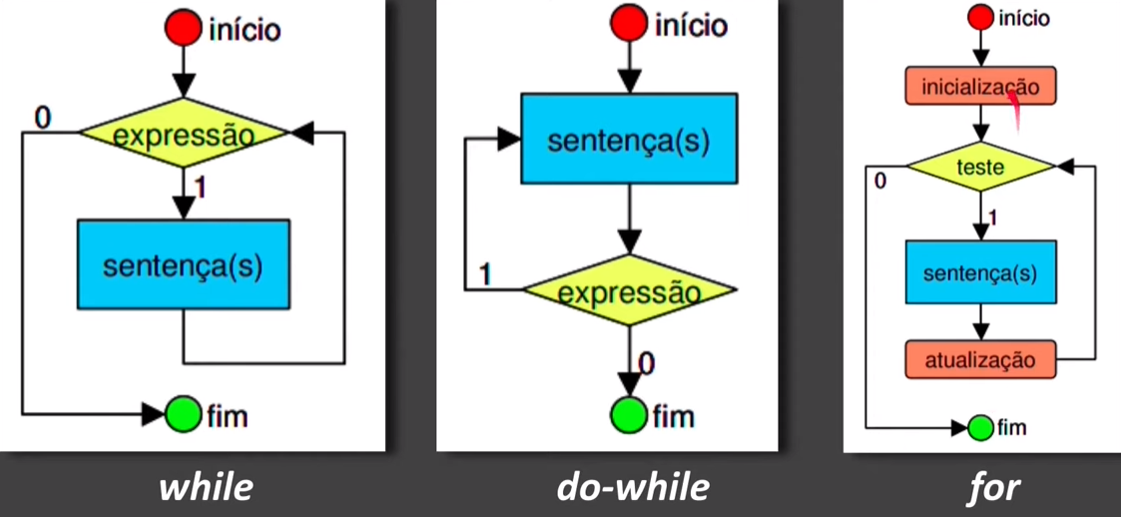 início
expressão
0
1
sentença(s)
fim
while
início
sentença(s)
expressão
1
0
fim
do-while
início
inicialização
teste
0
1
sentença(s)
atualização
fim
for